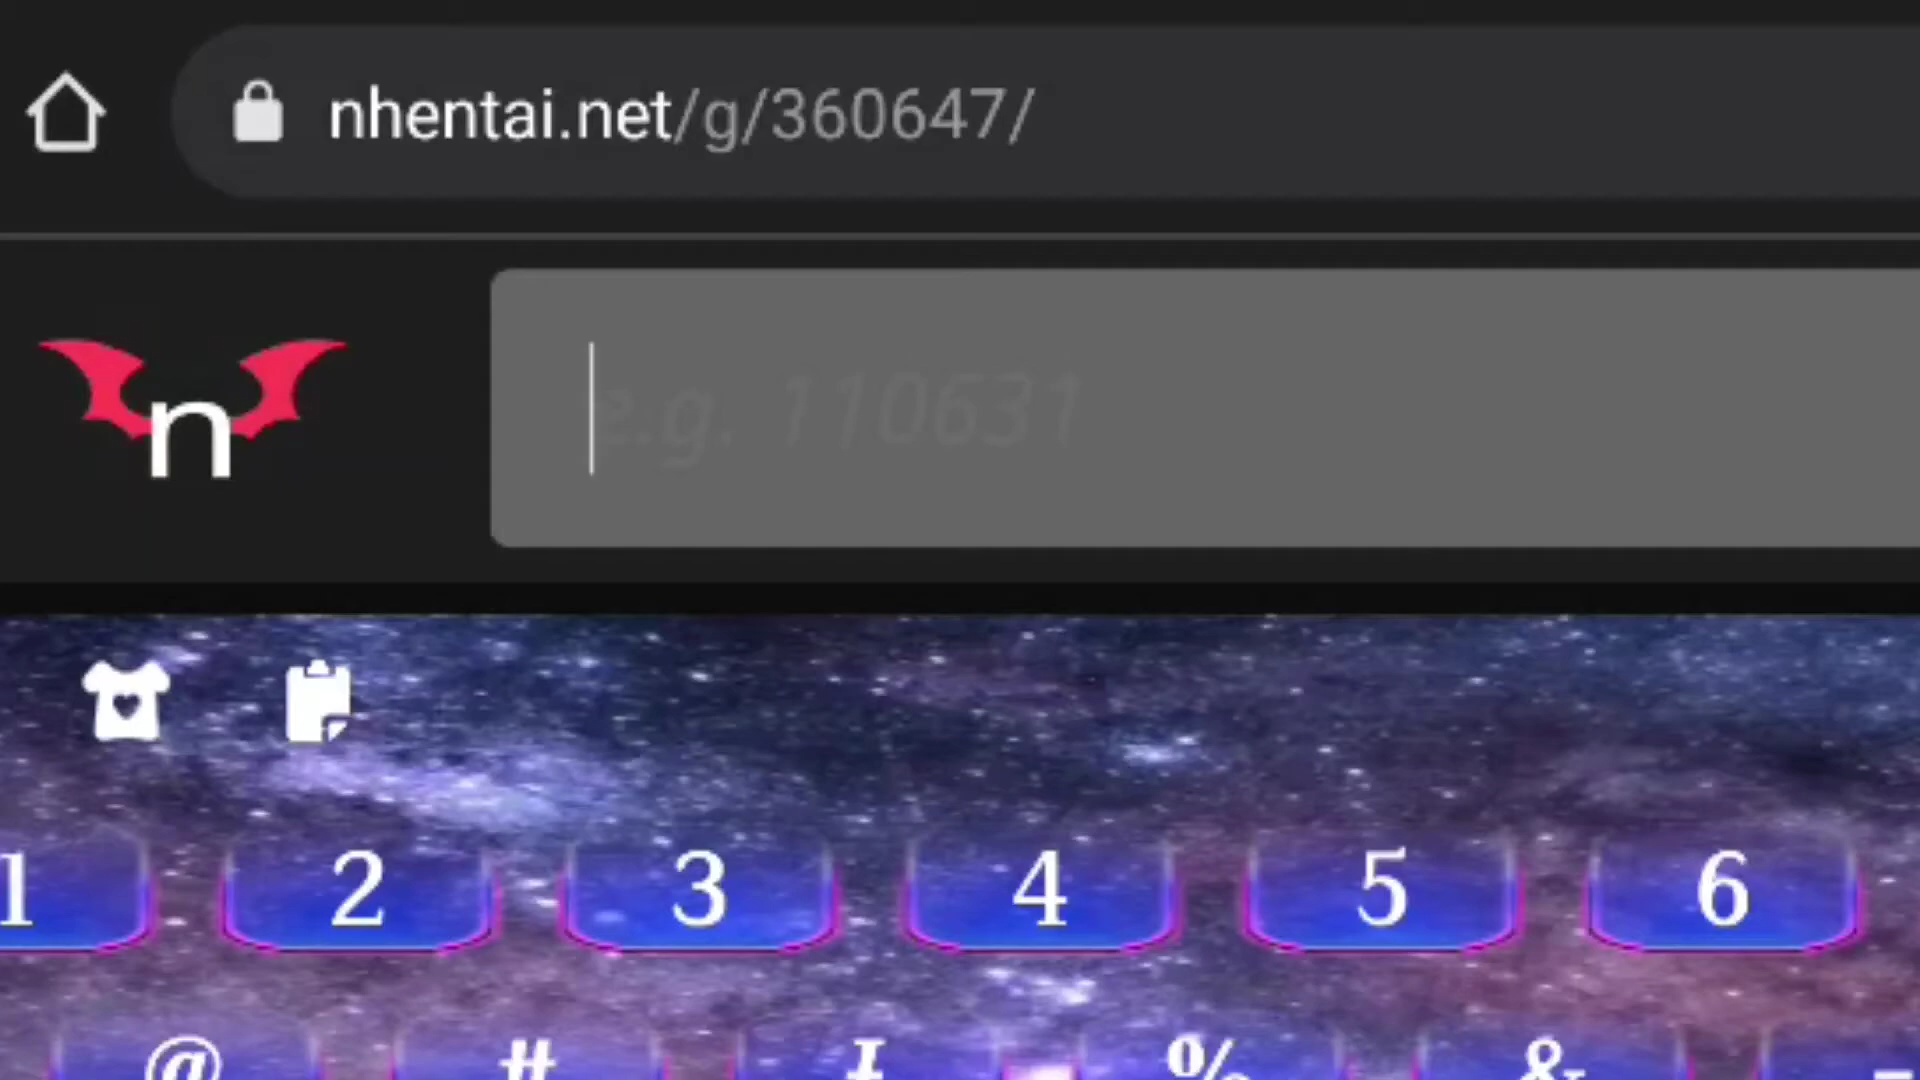 nhentai.net/g/360647/
n
e.g. 110631
1 2 3 4 5 6
@ # % &